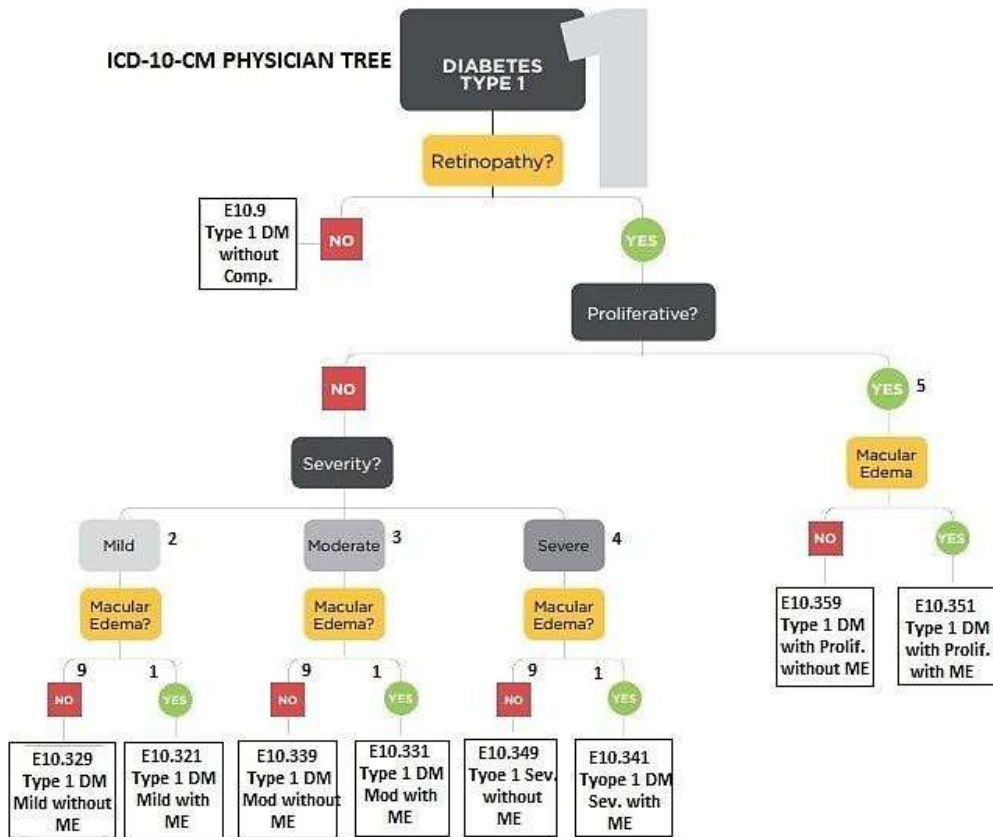 ICD-10-CM PHYSICIAN TREE
DIABETES
TYPE 1
1
Retinopathy?
E10.9
Type 1 DM
without
Comp.
NO
YES
Proliferative?
NO
YES
5
Severity?
Macular
Edema
Mild
2
Moderate
3
Severe
4
NO
YES
Macular
Edema?
Macular
Edema?
Macular
Edema?
E10.359
Type 1 DM
with Prolif.
without ME
E10.351
Type 1 DM
with Prolif.
with ME
9
1
9
1
9
1
NO
YES
NO
YES
NO
YES
E10.329
Type 1 DM
Mild without
ME
E10.321
Type 1 DM
Mild with
ME
E10.339
Type 1 DM
Mod without
ME
E10.331
Type 1 DM
Mod with
ME
E10.349
Tyoe 1 Sev.
without
ME
E10.341
Tyope 1 DM
Sev. with
ME